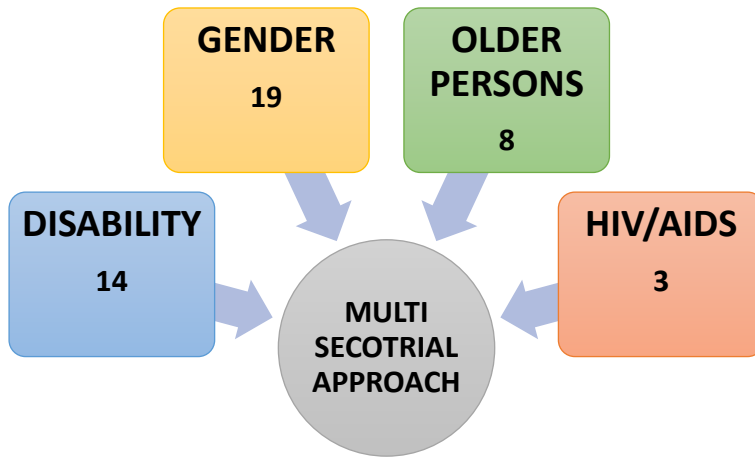 GENDER
19
OLDER
PERSONS
8
DISABILITY
14
HIV/AIDS
3
MULTI
SECOTRIAL
APPROACH